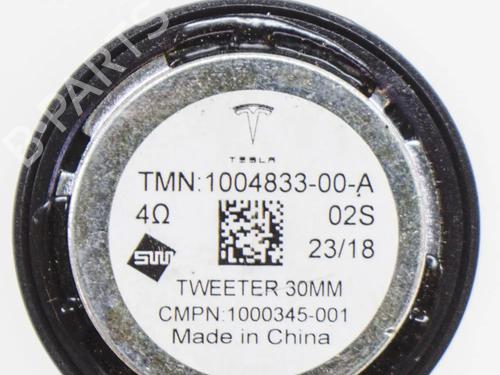 TESLA
TMN:1004833-00-A
4Ω 02S
23/18
SW
TWEETER 30MM
CMPN:1000345-001
Made in China
B-PARTS